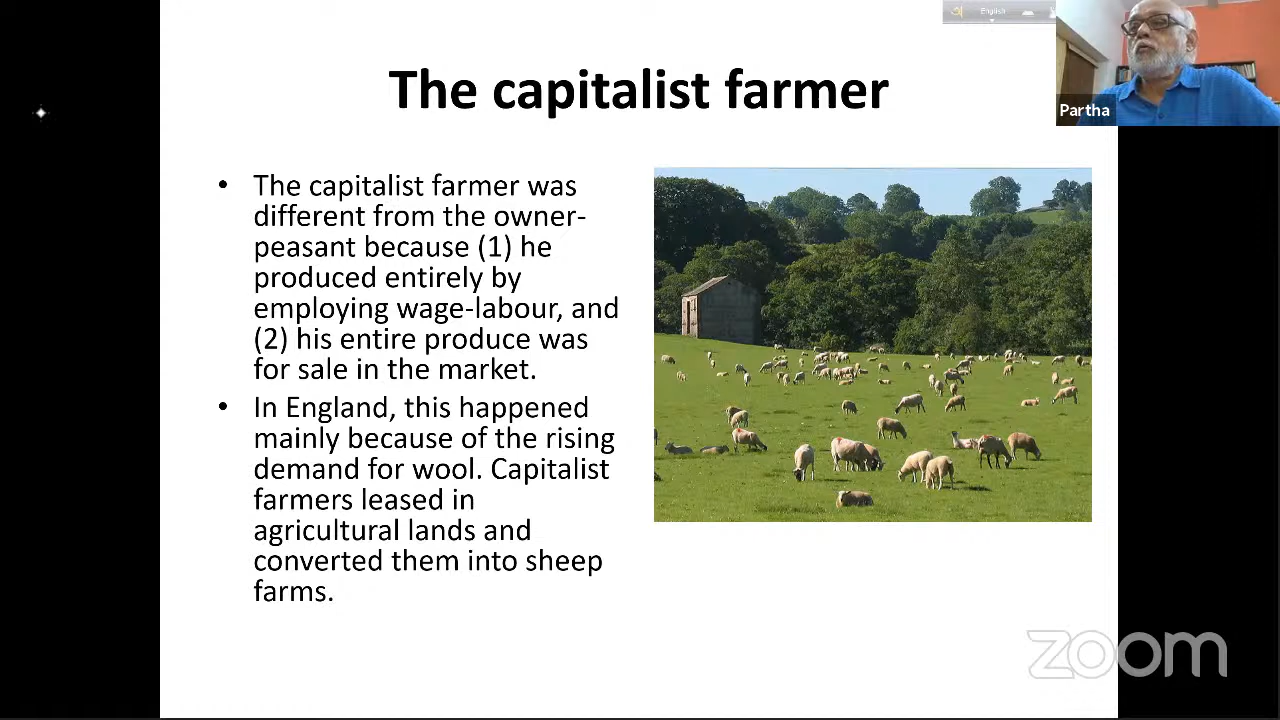 English
The capitalist farmer
Partha
• The capitalist farmer was
different from the owner-
peasant because (1) he
produced entirely by
employing wage-labour, and
(2) his entire produce was
for sale in the market.
• In England, this happened
mainly because of the rising
demand for wool. Capitalist
farmers leased in
agricultural lands and
converted them into sheep
farms.
zoom